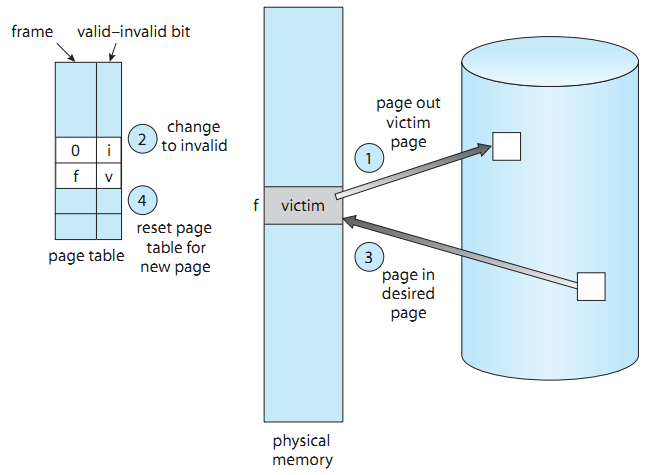 frame
valid–invalid bit
0
i
f
v
2
change
to invalid
4
reset page
table for
new page
page table
f
victim
physical
memory
page out
victim
page
1
3
page in
desired
page